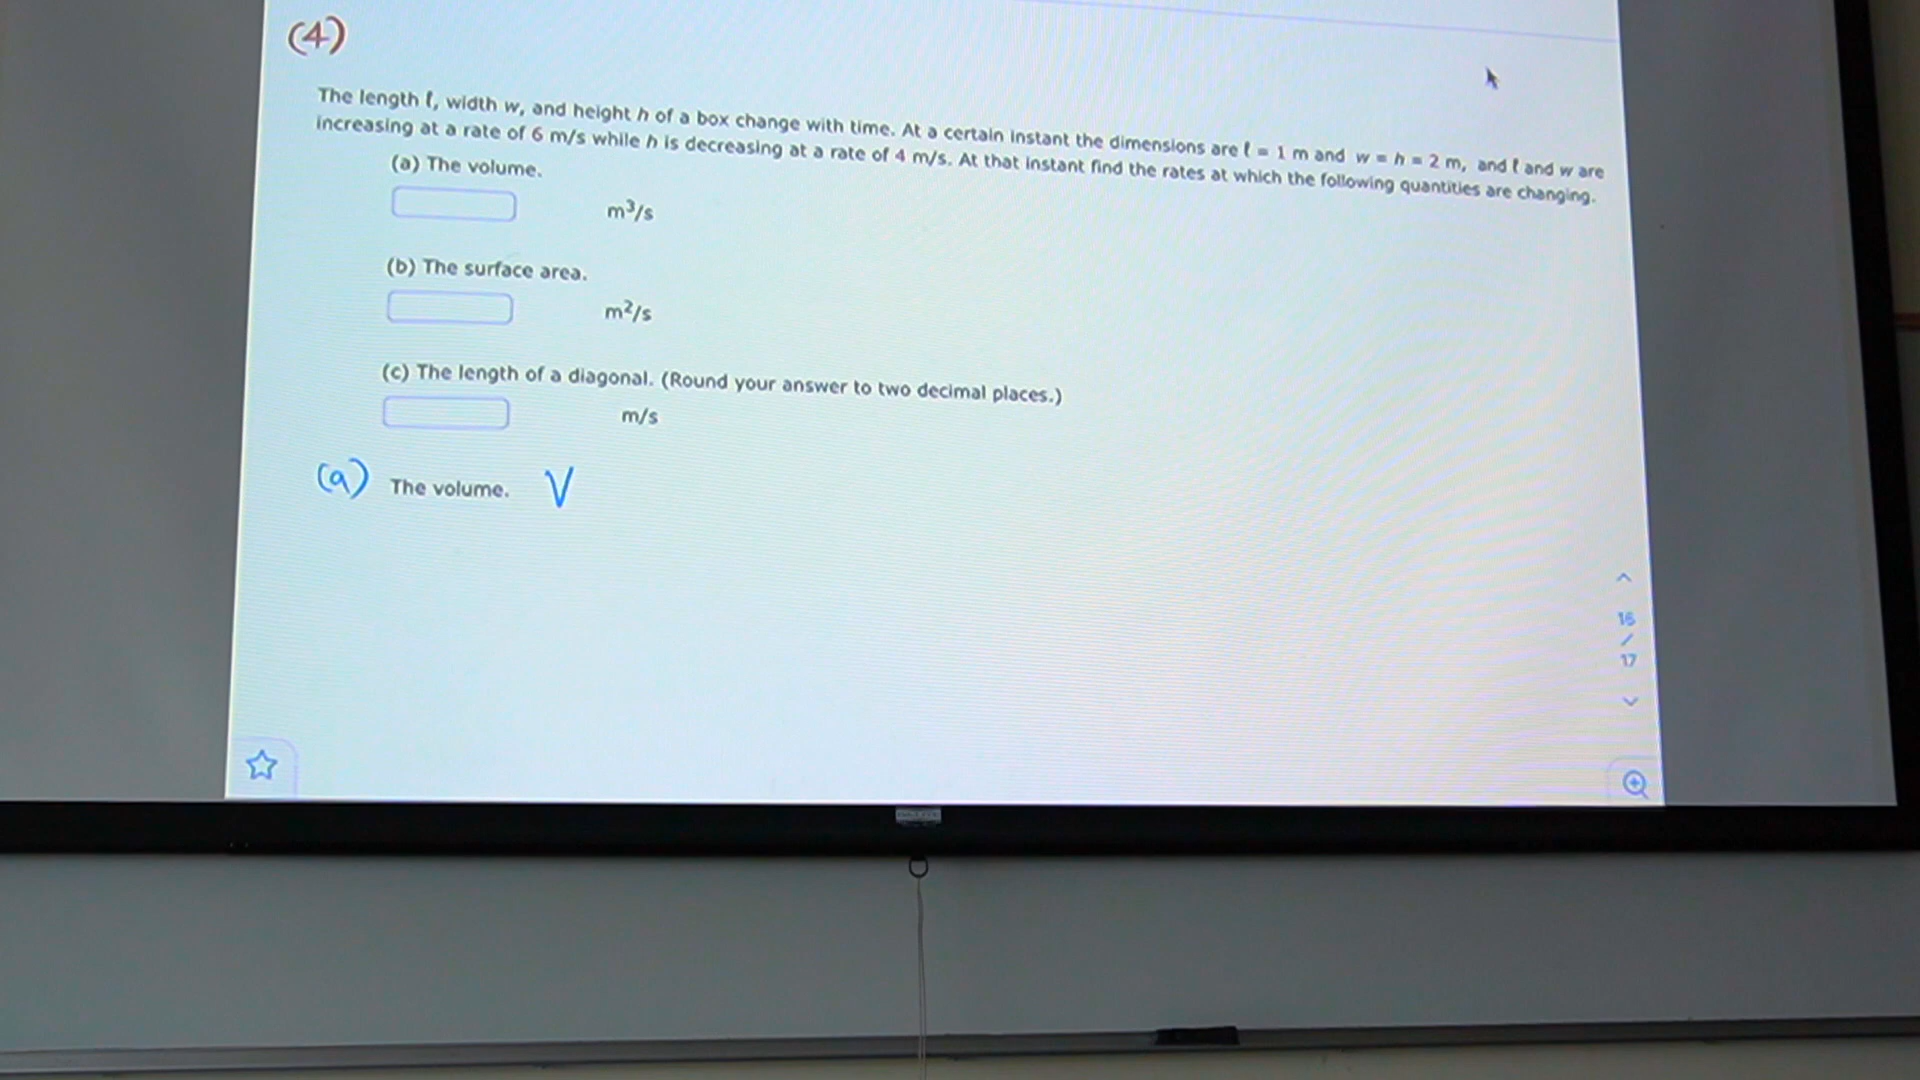 (4)
The length ℓ, width w, and height h of a box change with time. At a certain instant the dimensions are ℓ = 1 m and w = h = 2 m, and ℓ and w are
increasing at a rate of 6 m/s while h is decreasing at a rate of 4 m/s. At that instant find the rates at which the following quantities are changing.
(a) The volume.
m³/s
(b) The surface area.
m²/s
(c) The length of a diagonal. (Round your answer to two decimal places.)
m/s
(a) The volume. V
16
/
17